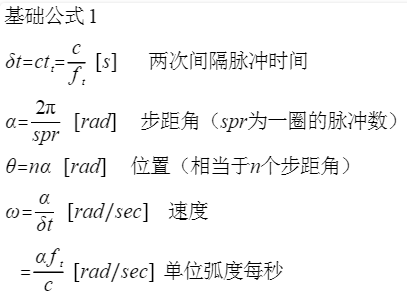 基础公式 1
δt=ct_t=c/f_t [s] 两次间隔脉冲时间
α=2π/spr [rad] 步距角（spr为一圈的脉冲数）
θ=nα [rad] 位置（相当于n个步距角）
ω=α/δt [rad/sec] 速度
=αf_t/c [rad/sec] 单位弧度每秒